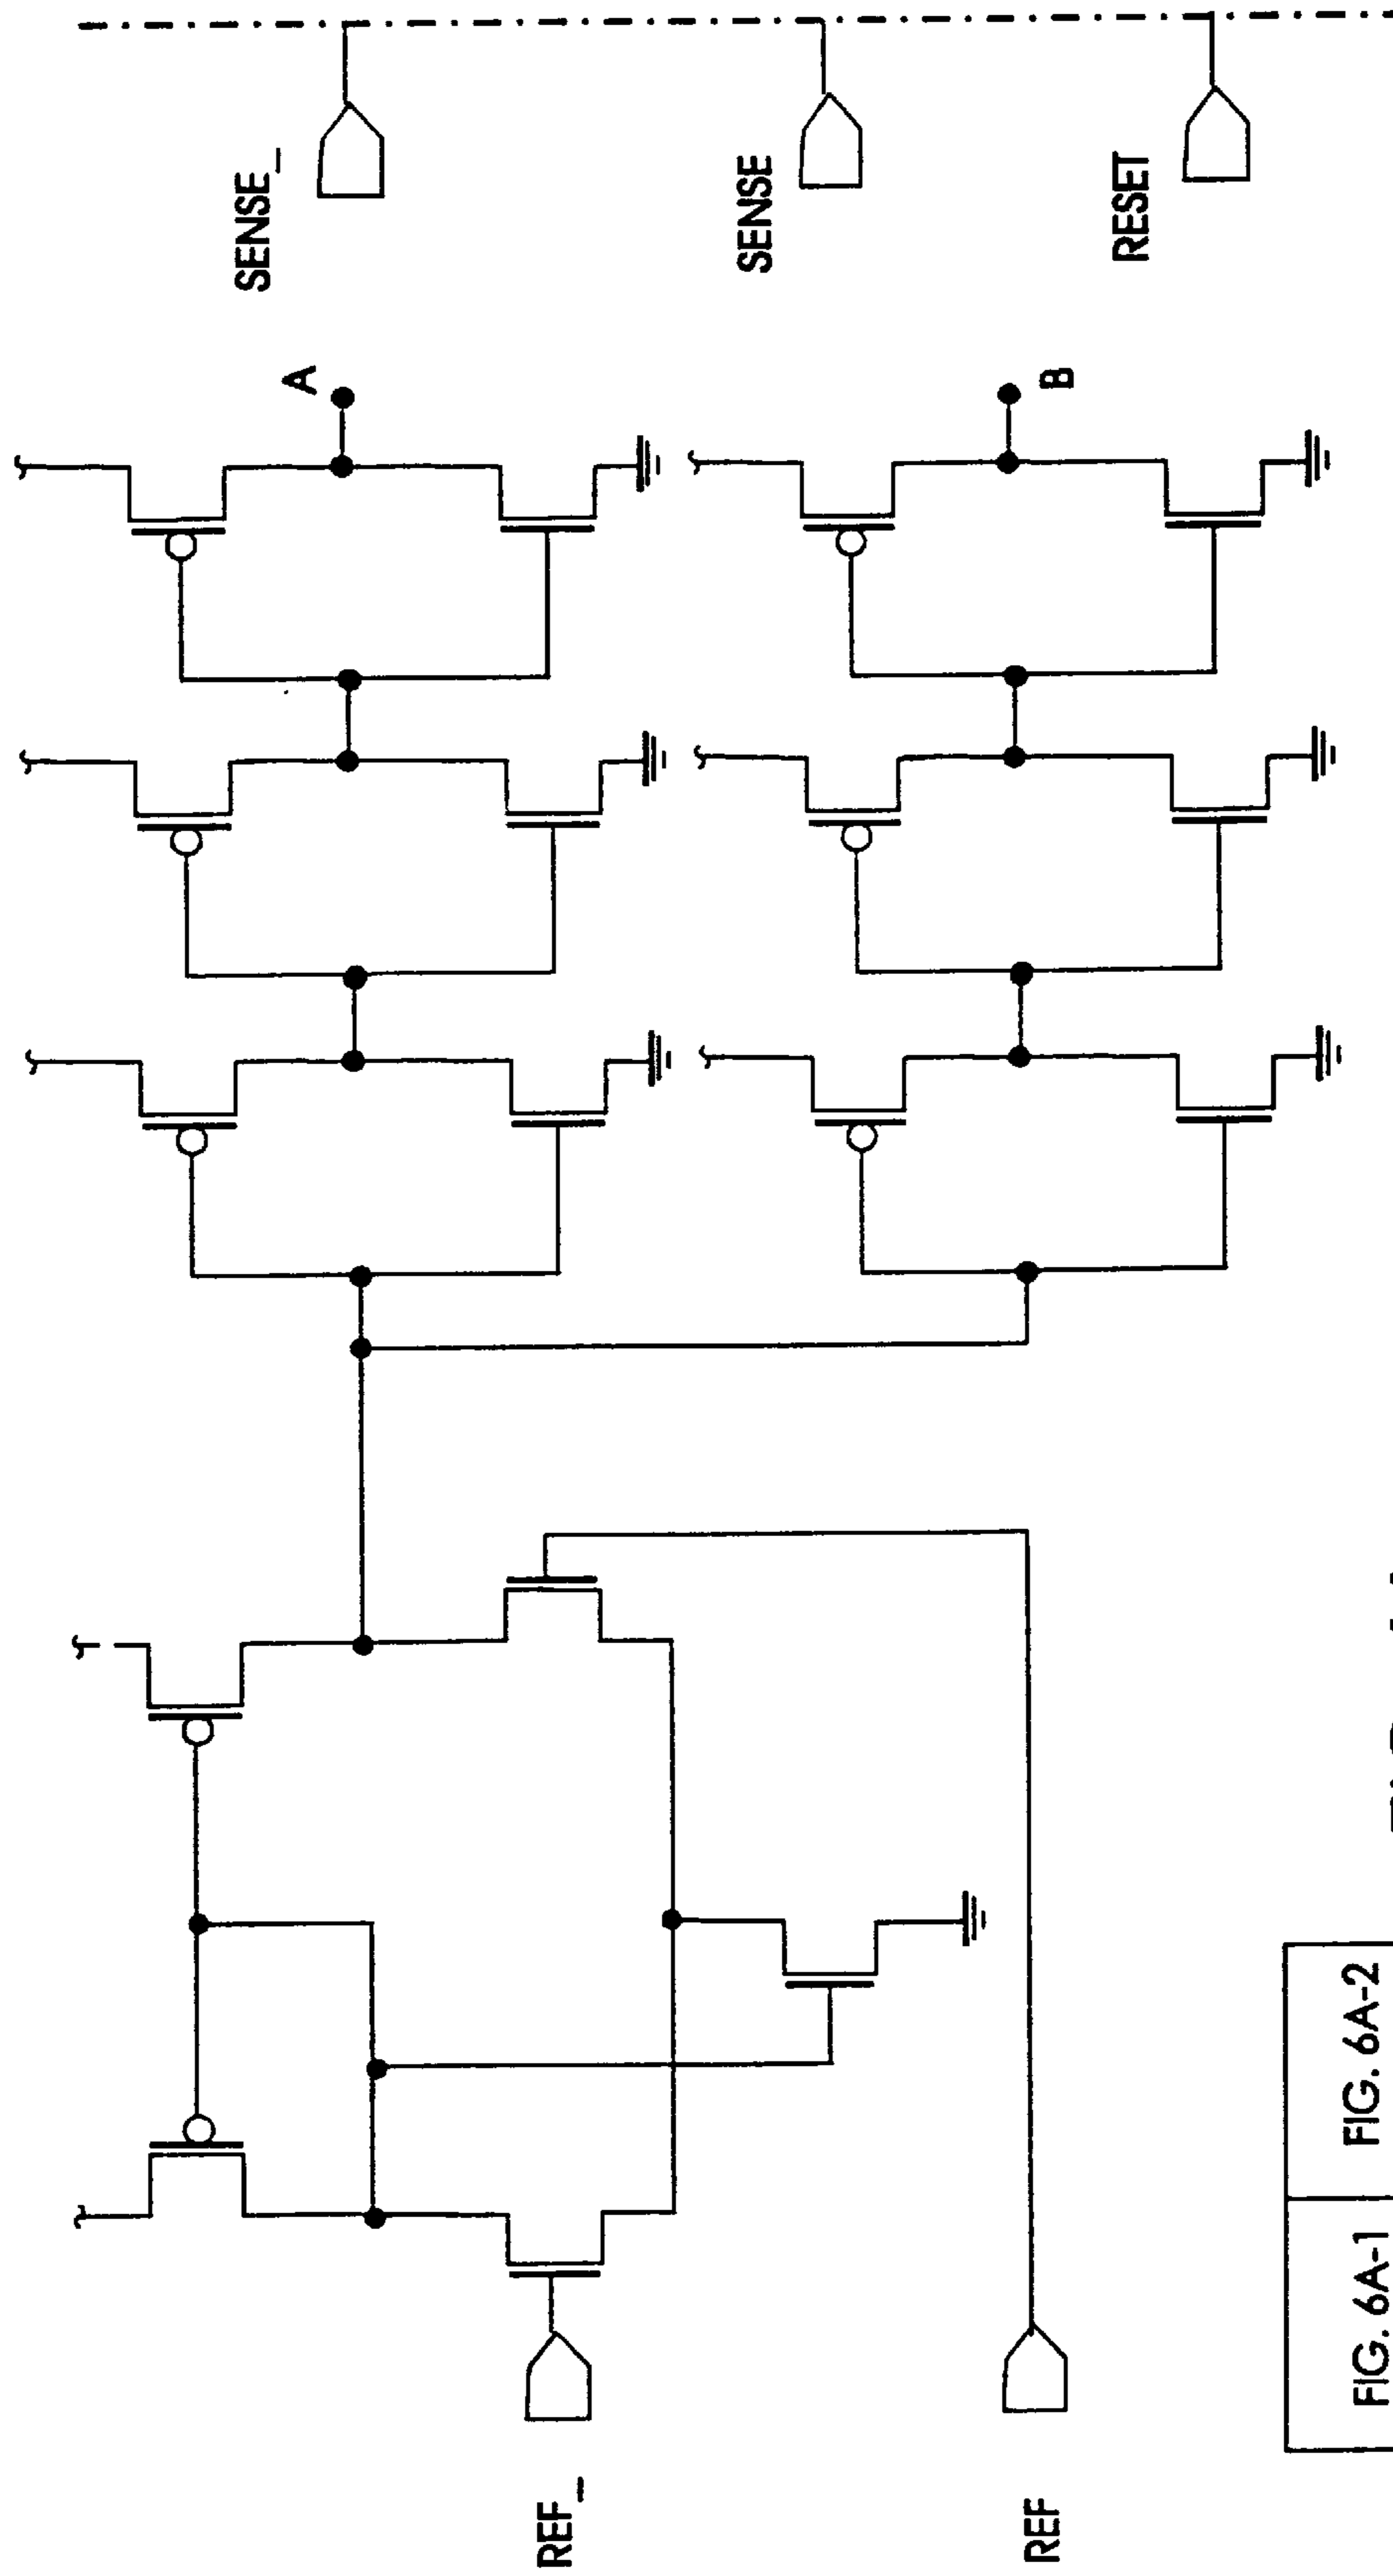 REF_
REF
A
B
SENSE_
SENSE
RESET
FIG. 6A-1
FIG. 6A-2